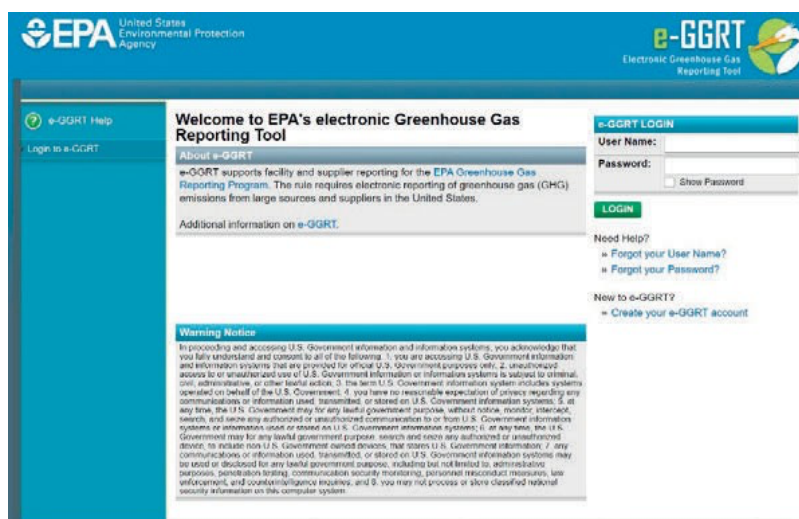 EPA United States
Environmental Protection
Agency
e-GGRT
Electronic Greenhouse Gas
Reporting Tool
? e-GGRT Help
Login to e-GGRT
Welcome to EPA's electronic Greenhouse Gas
Reporting Tool
About e-GGRT
e-GGRT supports facility and supplier reporting for the EPA Greenhouse Gas
Reporting Program. The rule requires electronic reporting of greenhouse gas (GHG)
emissions from large sources and suppliers in the United States.
Additional information on e-GGRT.
Warning Notice
In proceeding and accessing U.S. Government information and information systems, you acknowledge that
you fully understand and consent to all of the following: 1. you are accessing U.S. Government information
and information systems that are provided for official U.S. Government purposes only; 2. unauthorized
access to or unauthorized use of U.S. Government information or information systems is subject to criminal,
civil, administrative, or other lawful action; 3. the term U.S. Government information system includes systems
operated on behalf of the U.S. Government; 4. you have no reasonable expectation of privacy regarding any
communications or information used, transmitted, or stored on U.S. Government information systems; 5. at
any time, the U.S. Government may for any lawful government purpose, without notice, monitor, intercept,
search, and seize any authorized or unauthorized communication to or from U.S. Government information
systems or information used or stored on U.S. Government information systems; 6. at any time, the U.S.
Government may for any lawful government purpose, search and seize any authorized or unauthorized
device, to include non-U.S. Government owned devices, that stores U.S. Government information; 7. any
communications or information used, transmitted, or stored on U.S. Government information systems may
be used or disclosed for any lawful government purpose, including but not limited to, administrative
purposes, penetration testing, communication security monitoring, personnel misconduct measures, law
enforcement, and counterintelligence inquiries; and 8. you may not process or store classified national
security information on this computer system.
e-GGRT LOGIN
User Name:
Password:
Show Password
LOGIN
Need Help?
» Forgot your User Name?
» Forgot your Password?
New to e-GGRT?
» Create your e-GGRT account